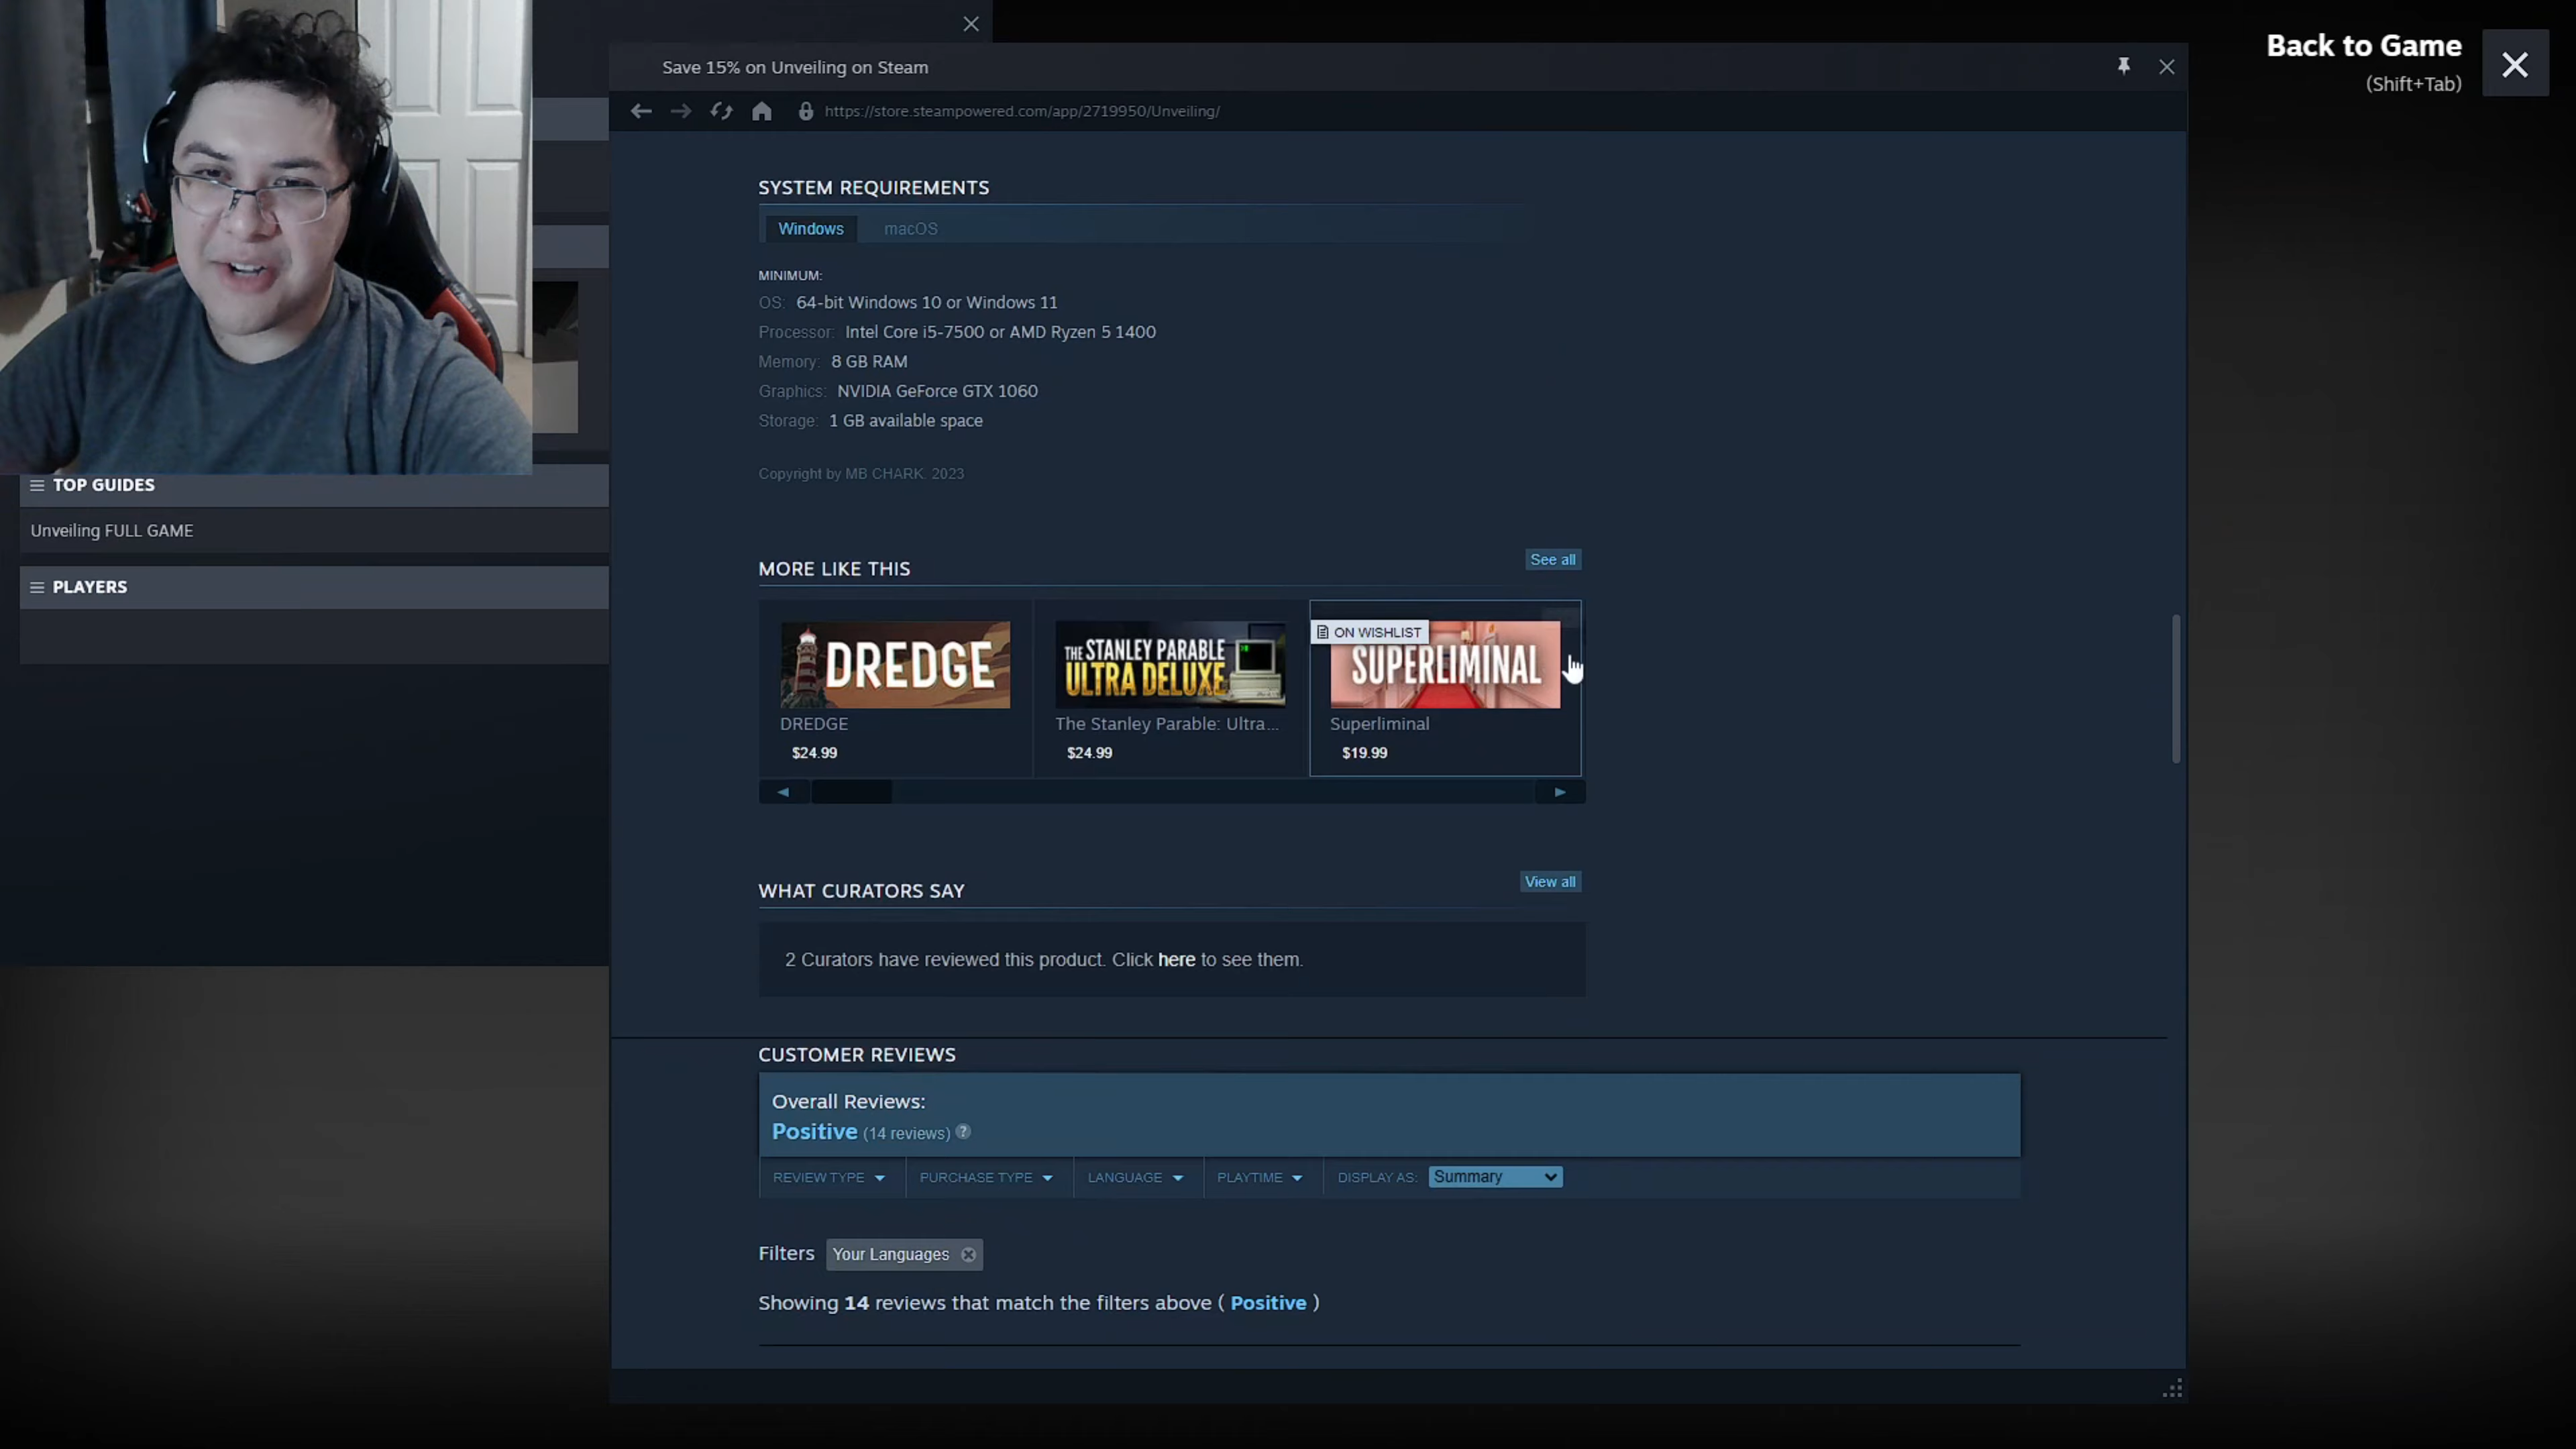 Back to Game
(Shift+Tab)
Save 15% on Unveiling on Steam
https://store.steampowered.com/app/2719950/Unveiling/
SYSTEM REQUIREMENTS
Windows macOS
MINIMUM:
OS: 64-bit Windows 10 or Windows 11
Processor: Intel Core i5-7500 or AMD Ryzen 5 1400
Memory: 8 GB RAM
Graphics: NVIDIA GeForce GTX 1060
Storage: 1 GB available space
Copyright by MB CHARK. 2023
TOP GUIDES
Unveiling FULL GAME
PLAYERS
MORE LIKE THIS
See all
DREDGE
DREDGE
$24.99
THE STANLEY PARABLE
ULTRA DELUXE
The Stanley Parable: Ultra...
$24.99
ON WISHLIST
SUPERLIMINAL
Superliminal
$19.99
WHAT CURATORS SAY
View all
2 Curators have reviewed this product. Click here to see them.
CUSTOMER REVIEWS
Overall Reviews:
Positive (14 reviews) ?
REVIEW TYPE PURCHASE TYPE LANGUAGE PLAYTIME DISPLAY AS: Summary
Filters Your Languages
Showing 14 reviews that match the filters above ( Positive )